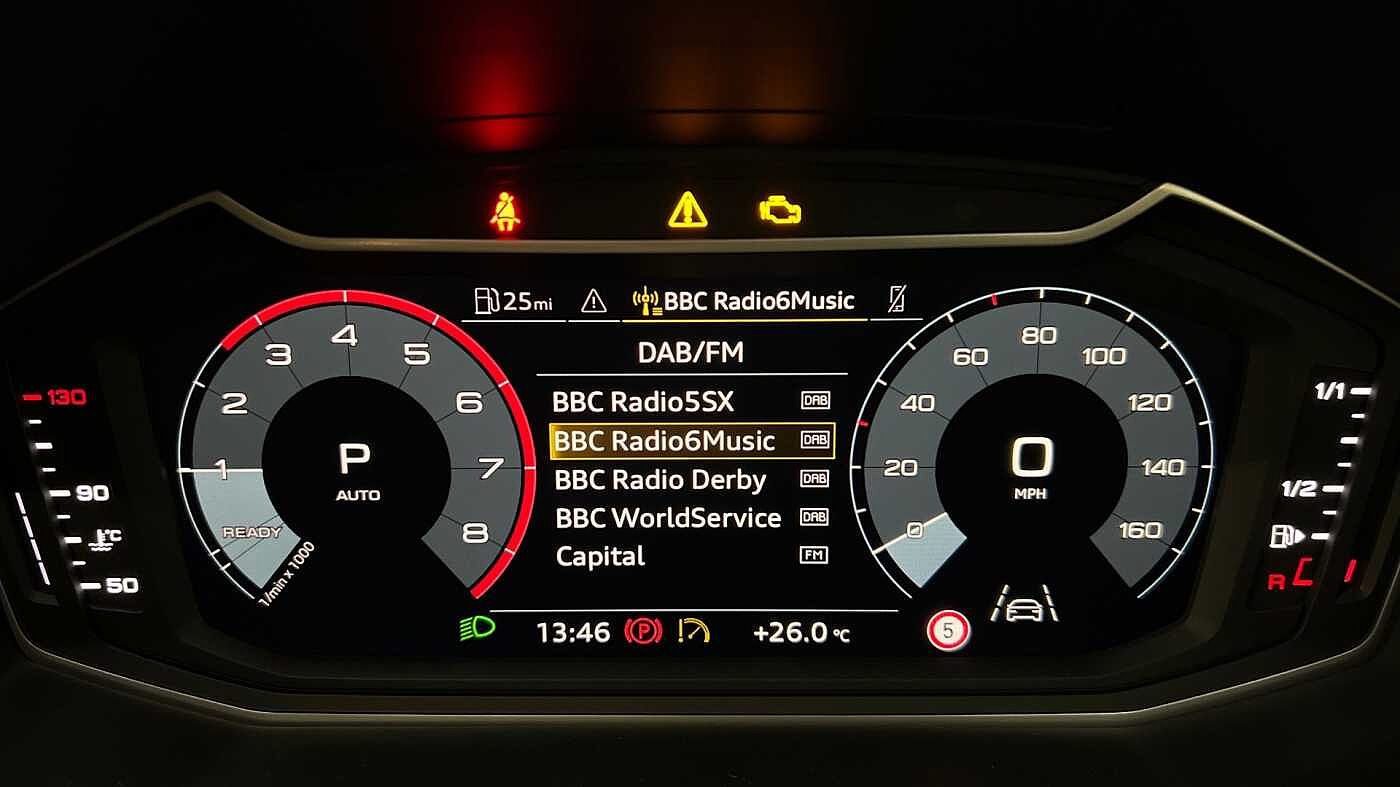 25mi
BBC Radio6Music
DAB/FM
BBC Radio5SX DAB
BBC Radio6Music DAB
BBC Radio Derby DAB
BBC WorldService DAB
Capital FM
13:46
P
+26.0 °C
1
2
3
4
5
6
7
8
P
AUTO
READY
1/min x 1000
0
20
40
60
80
100
120
140
160
0
MPH
5
130
90
°C
50
1/1
1/2
R